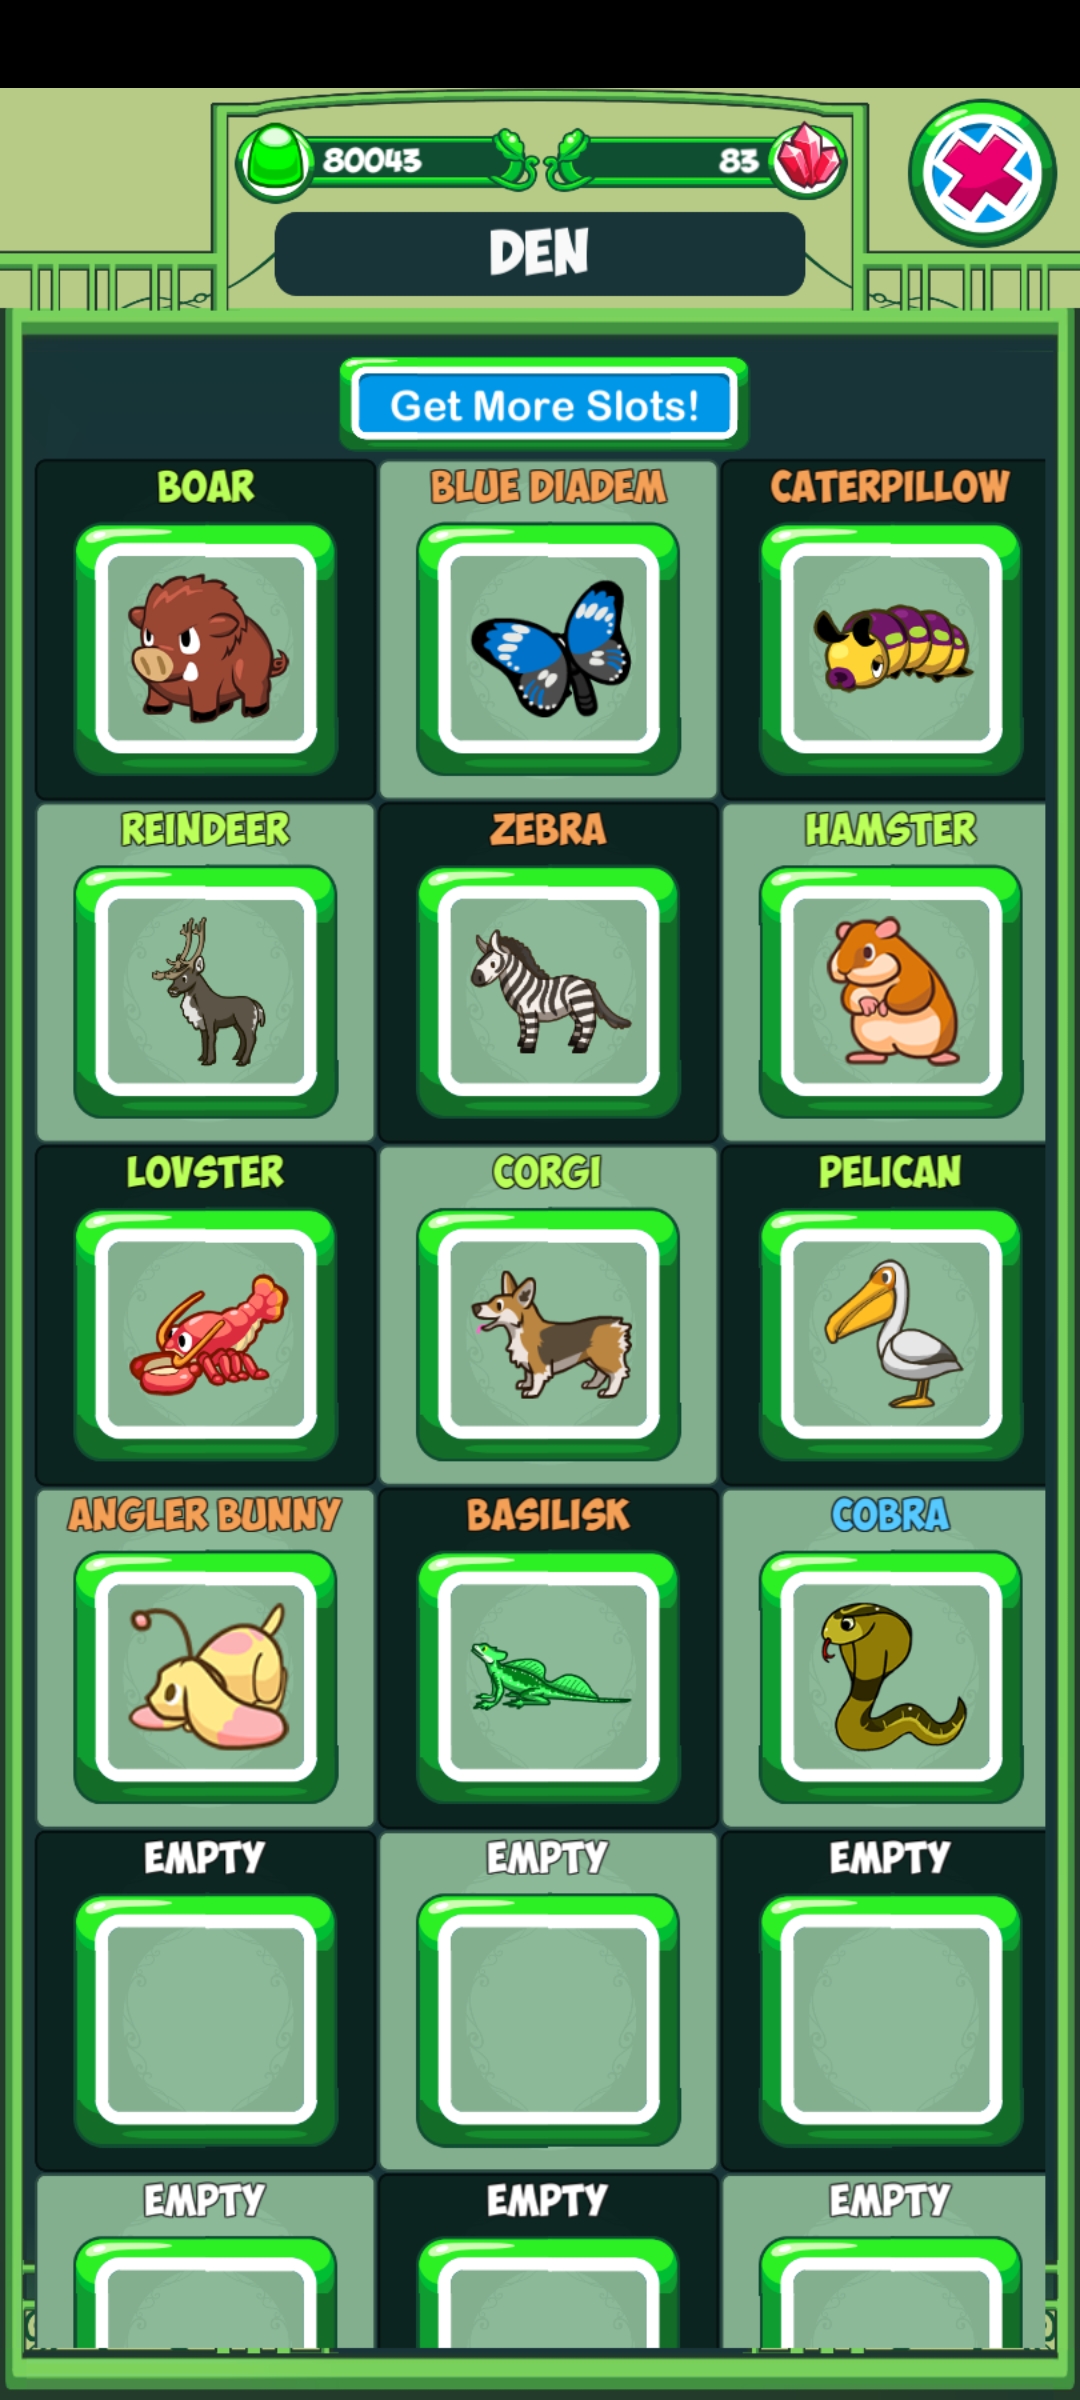 80043
83
DEN
Get More Slots!
BOAR
BLUE DIADEM
CATERPILLOW
REINDEER
ZEBRA
HAMSTER
LOVSTER
CORGI
PELICAN
ANGLER BUNNY
BASILISK
COBRA
EMPTY
EMPTY
EMPTY
EMPTY
EMPTY
EMPTY